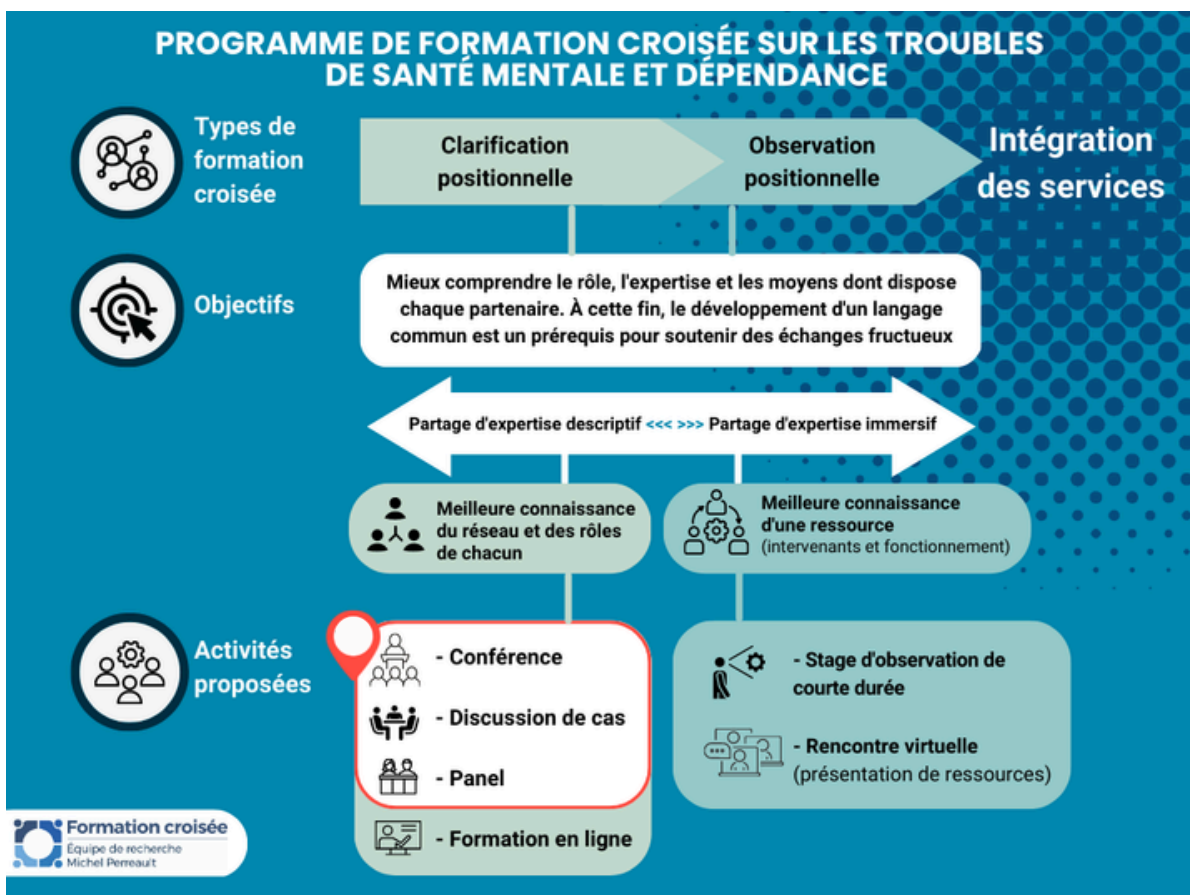 PROGRAMME DE FORMATION CROISÉE SUR LES TROUBLES
DE SANTÉ MENTALE ET DÉPENDANCE
Types de
formation
croisée
Clarification
positionnelle
Observation
positionnelle
Intégration
des services
Objectifs
Mieux comprendre le rôle, l'expertise et les moyens dont dispose
chaque partenaire. À cette fin, le développement d'un langage
commun est un prérequis pour soutenir des échanges fructueux
Partage d'expertise descriptif <<< >>> Partage d'expertise immersif
Meilleure connaissance
du réseau et des rôles
de chacun
Meilleure connaissance
d'une ressource
(intervenants et fonctionnement)
Activités
proposées
- Conférence
- Discussion de cas
- Panel
- Formation en ligne
- Stage d'observation de
courte durée
- Rencontre virtuelle
(présentation de ressources)
Formation croisée
Équipe de recherche
Michel Perreault